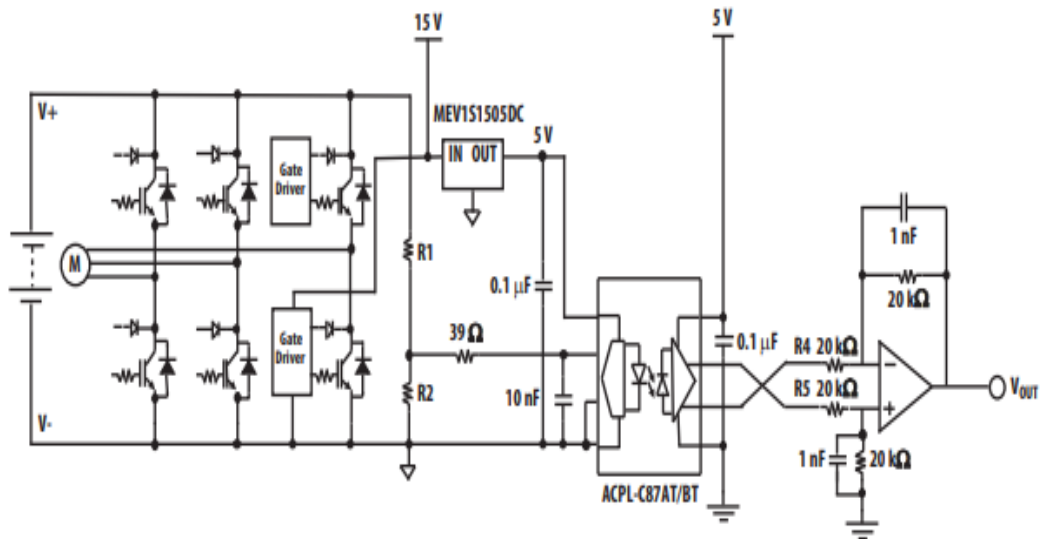 15 V
5 V
V+
MEV1S1505DC
5 V
IN OUT
Gate
Driver
1 nF
M
R1
20 kΩ
0.1 μF
Gate
Driver
39 Ω
0.1 μF
R4 20 kΩ
−
R2
10 nF
R5 20 kΩ
+
VOUT
V-
1 nF
20 kΩ
ACPL-C87AT/BT